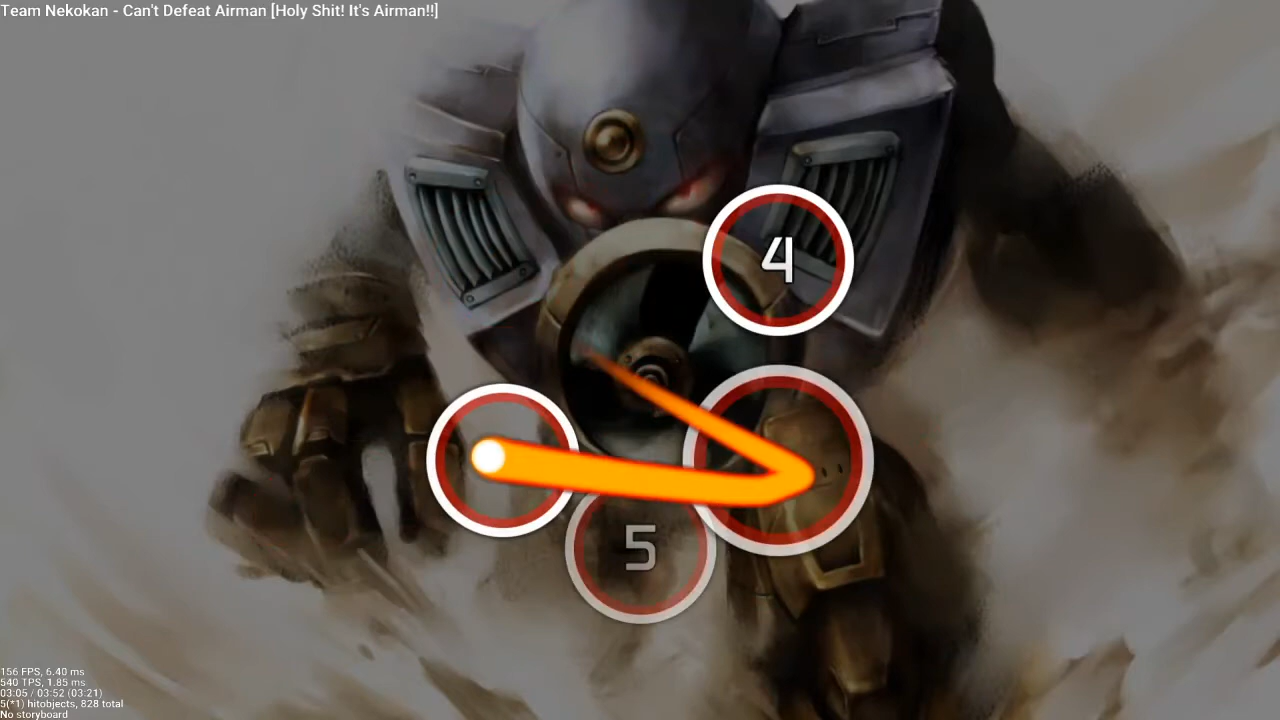 Team Nekokan - Can't Defeat Airman [Holy Shit! It's Airman!!]
4
5
156 FPS, 6.40 ms
540 TPS, 1.85 ms
03:05 / 03:52 (03:21)
5(*1) hitobjects, 828 total
No storyboard